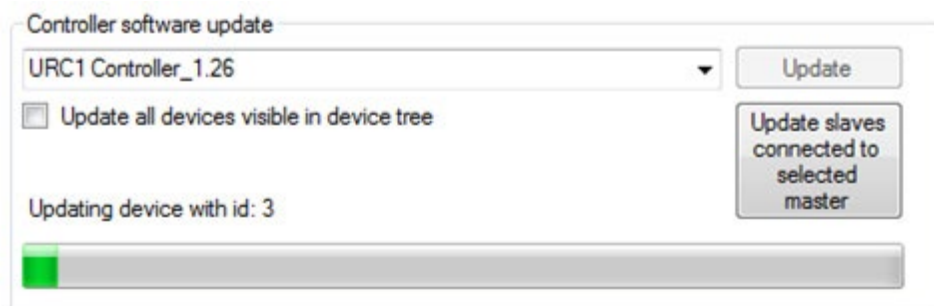 Controller software update
URC1 Controller_1.26
Update
Update all devices visible in device tree
Update slaves
connected to
selected
master
Updating device with id: 3